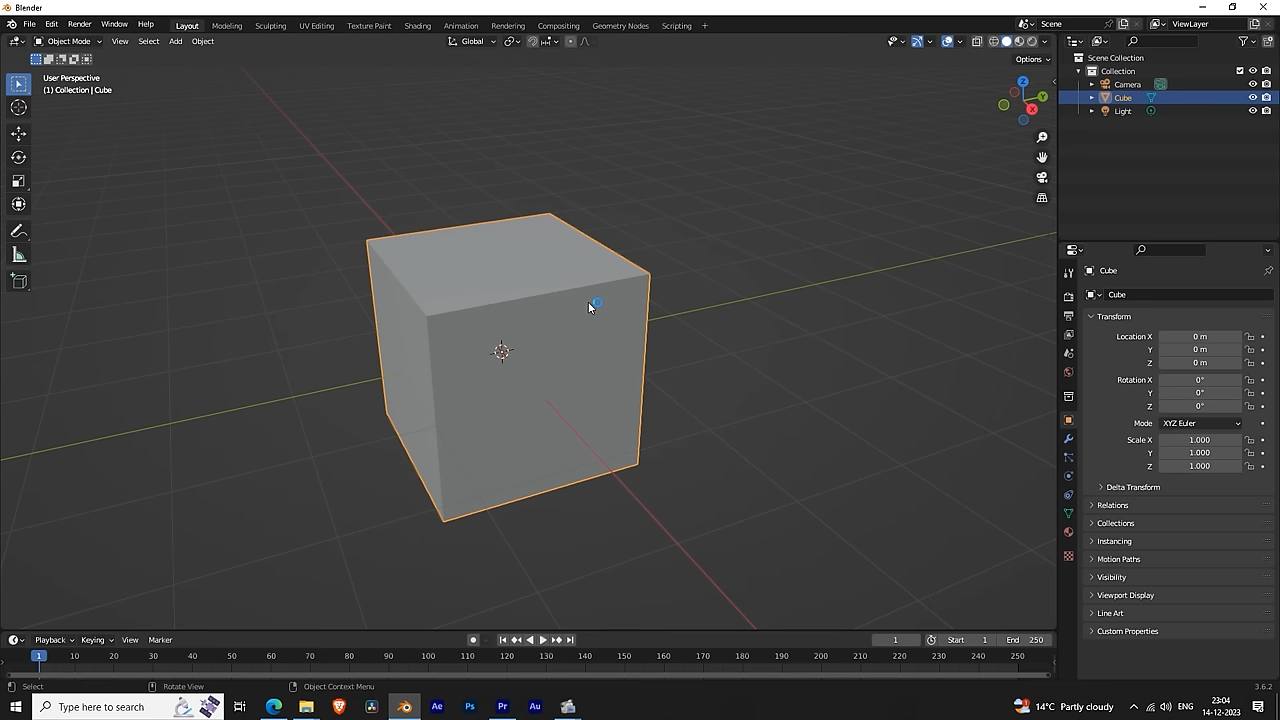 Blender
File Edit Render Window Help Layout Modeling Sculpting UV Editing Texture Paint Shading Animation Rendering Compositing Geometry Nodes Scripting + Scene ViewLayer
Object Mode View Select Add Object Global
Options
User Perspective
(1) Collection | Cube
Z
Y
X
Scene Collection
Collection
Camera
Cube
Light
Cube
Cube
Transform
Location X 0 m
Y 0 m
Z 0 m
Rotation X 0°
Y 0°
Z 0°
Mode XYZ Euler
Scale X 1.000
Y 1.000
Z 1.000
Delta Transform
Relations
Collections
Instancing
Motion Paths
Visibility
Viewport Display
Line Art
Custom Properties
Playback Keying View Marker 1 Start 1 End 250
1 10 20 30 40 50 60 70 80 90 100 110 120 130 140 150 160 170 180 190 200 210 220 230 240 250
Select Rotate View Object Context Menu 3.6.2
Type here to search Ae Ps Pr Au 14°C Partly cloudy ENG 23:04
14-12-2023